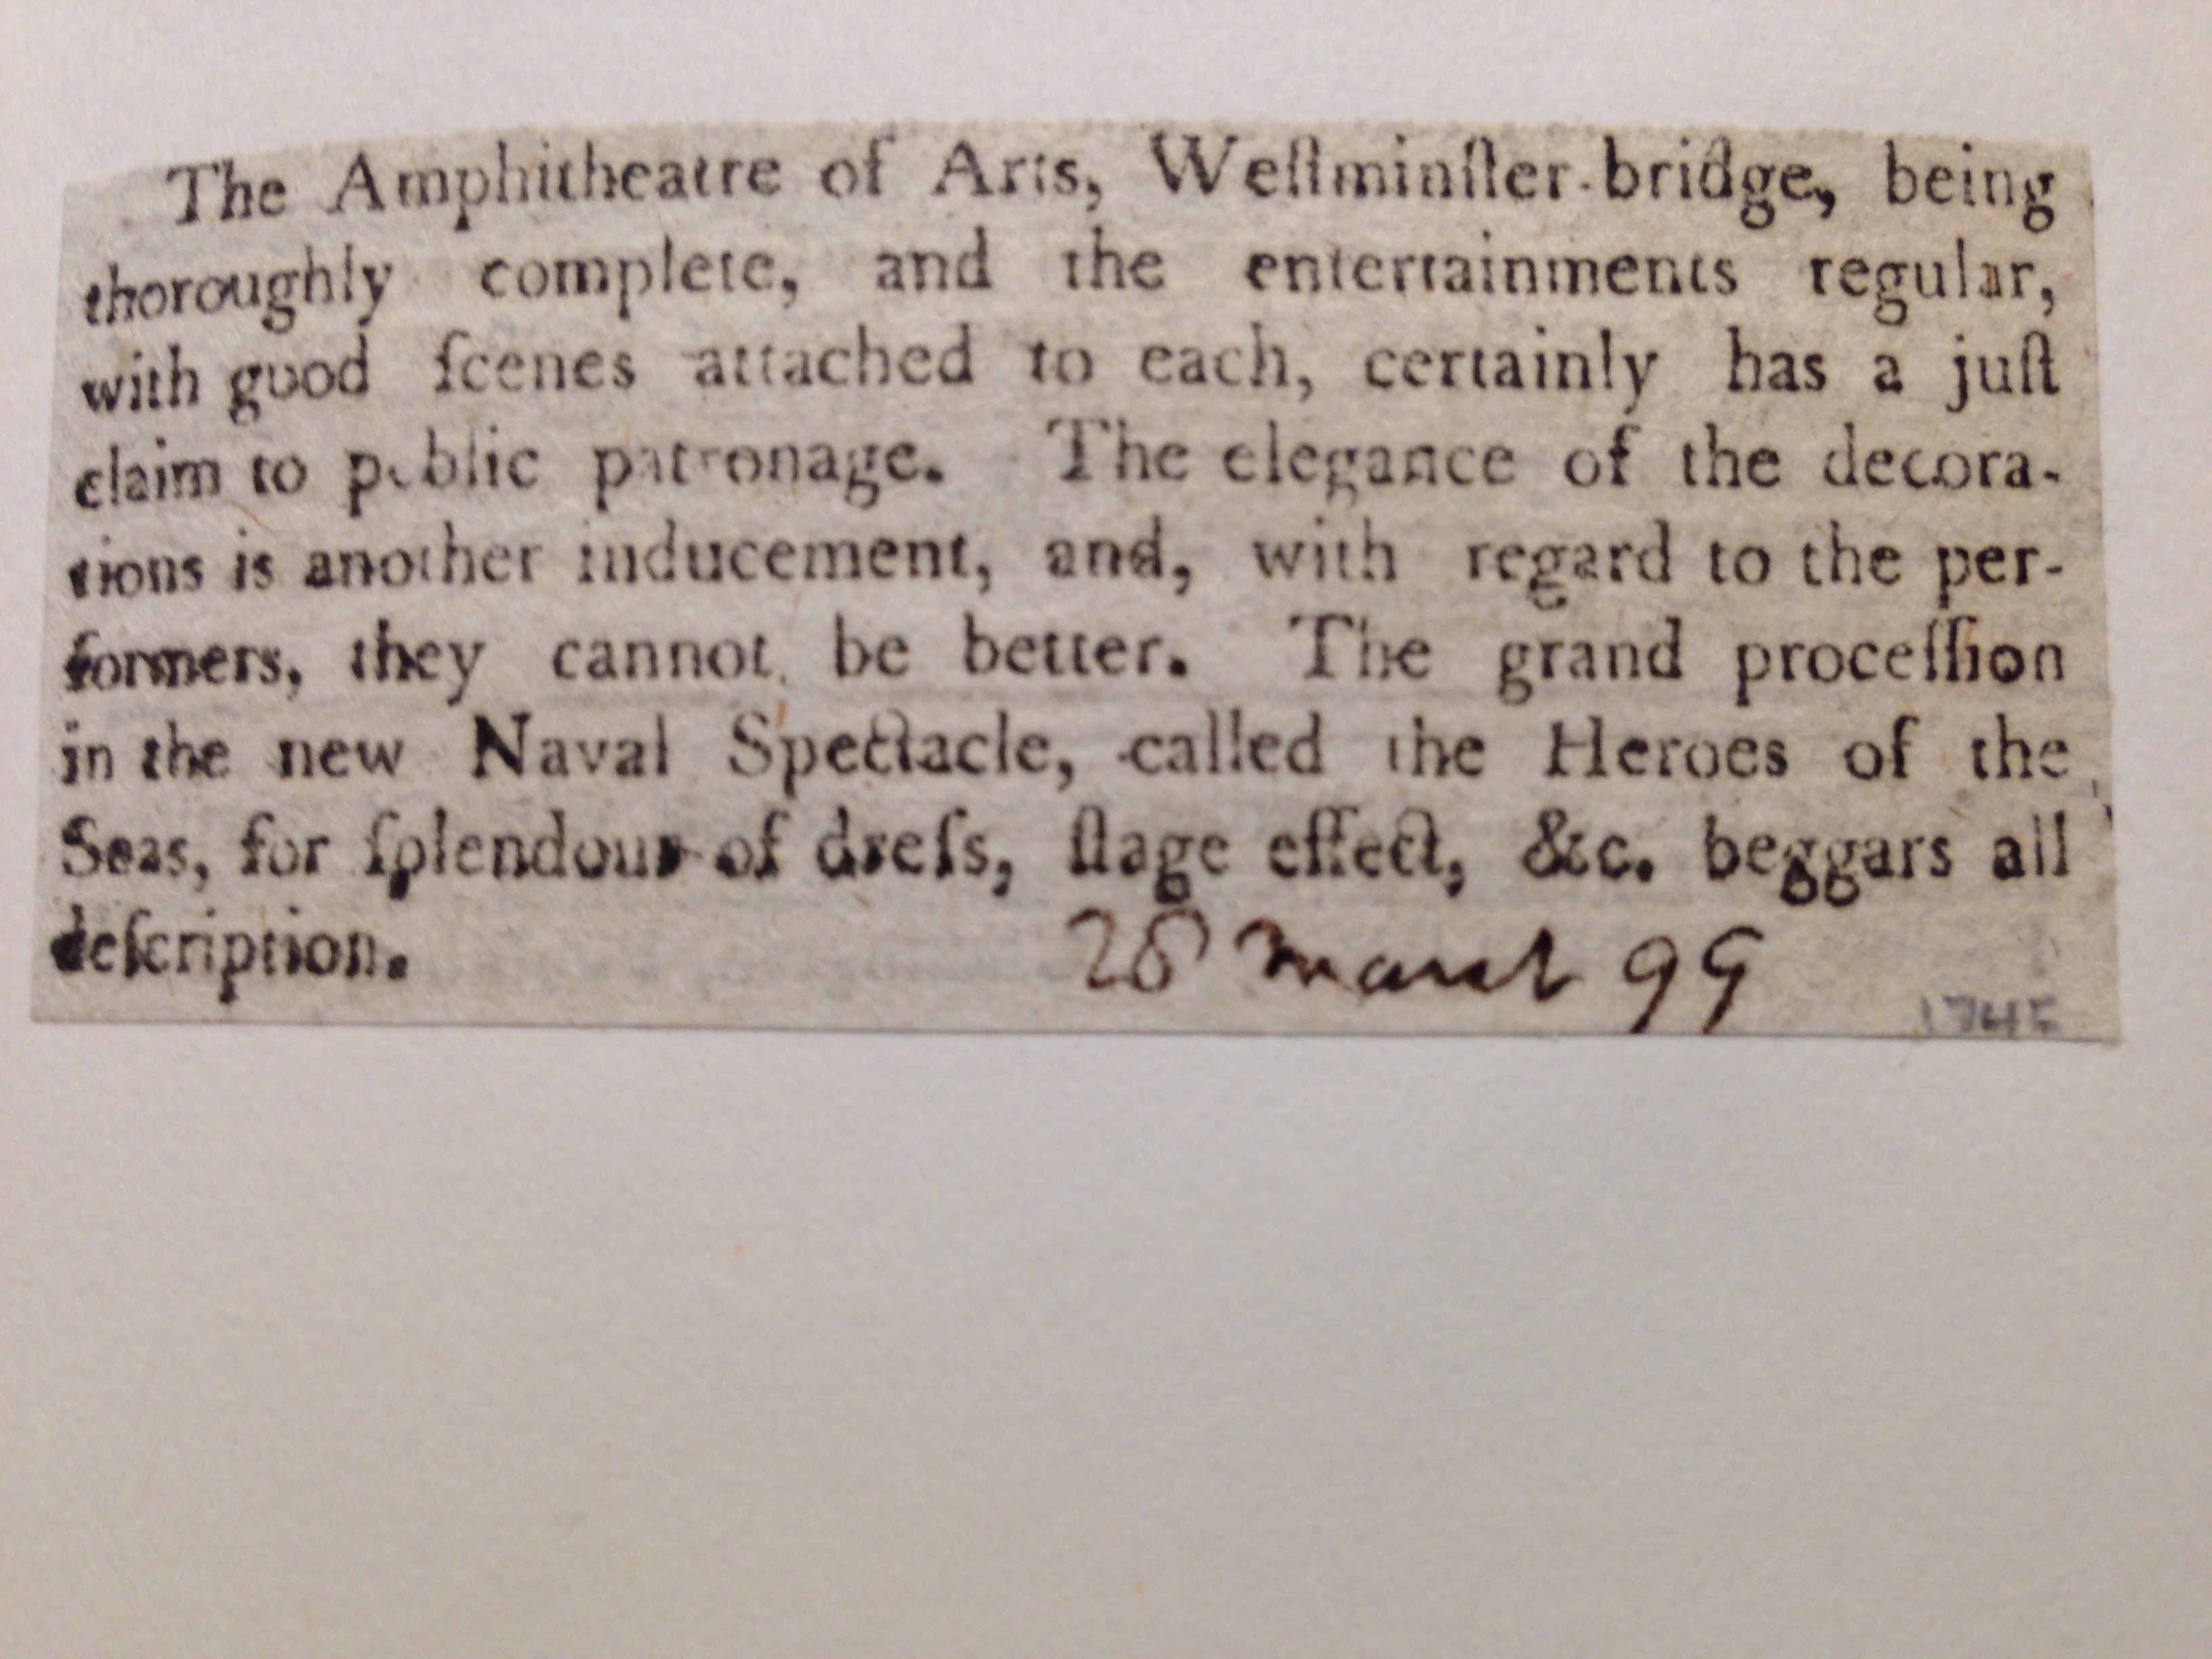 The Amphitheatre of Arts, Weſtminſter-bridge, being
thoroughly complete, and the entertainments regular,
with good ſcenes attached to each, certainly has a juſt
claim to public patronage. The elegance of the decora-
tions is another inducement, and, with regard to the per-
formers, they cannot be better. The grand proceſſion
in the new Naval Spectacle, called the Heroes of the
Seas, for ſplendour of dreſs, ſtage effect, &c. beggars all
deſcription.
28 March 99
1745